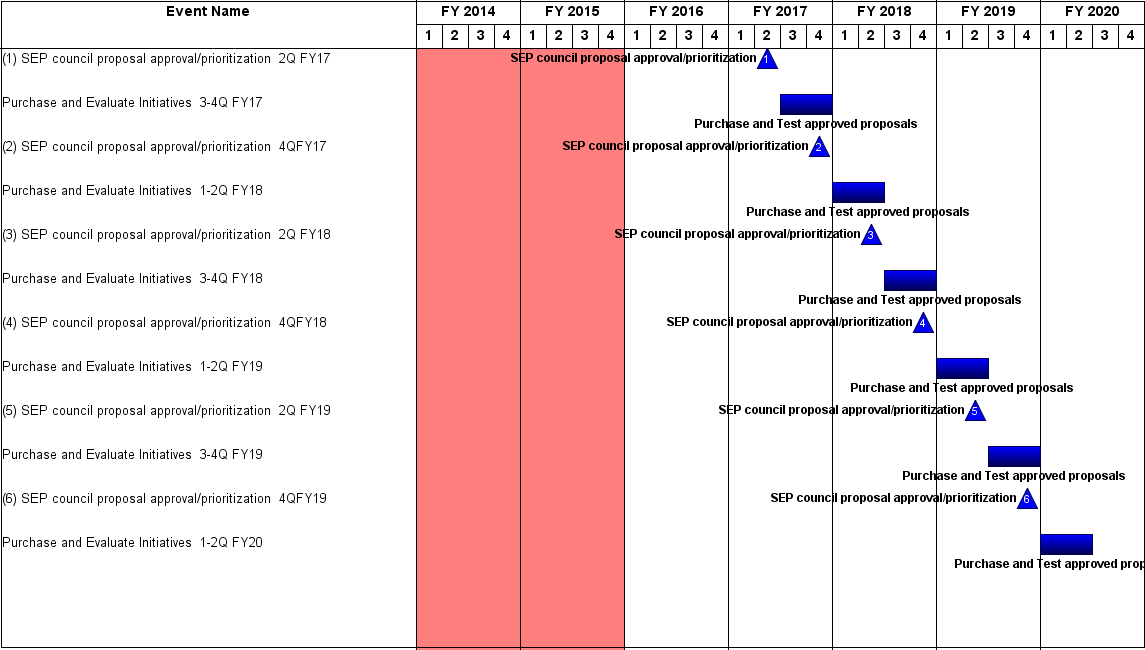 Event Name FY 2014 FY 2015 FY 2016 FY 2017 FY 2018 FY 2019 FY 2020
1 2 3 4 1 2 3 4 1 2 3 4 1 2 3 4 1 2 3 4 1 2 3 4 1 2 3 4
(1) SEP council proposal approval/prioritization 2Q FY17 SEP council proposal approval/prioritization 1
Purchase and Evaluate Initiatives 3-4Q FY17
Purchase and Test approved proposals
(2) SEP council proposal approval/prioritization 4QFY17 SEP council proposal approval/prioritization 2
Purchase and Evaluate Initiatives 1-2Q FY18
Purchase and Test approved proposals
(3) SEP council proposal approval/prioritization 2Q FY18 SEP council proposal approval/prioritization 3
Purchase and Evaluate Initiatives 3-4Q FY18
Purchase and Test approved proposals
(4) SEP council proposal approval/prioritization 4QFY18 SEP council proposal approval/prioritization 4
Purchase and Evaluate Initiatives 1-2Q FY19
Purchase and Test approved proposals
(5) SEP council proposal approval/prioritization 2Q FY19 SEP council proposal approval/prioritization 5
Purchase and Evaluate Initiatives 3-4Q FY19
Purchase and Test approved proposals
(6) SEP council proposal approval/prioritization 4QFY19 SEP council proposal approval/prioritization 6
Purchase and Evaluate Initiatives 1-2Q FY20
Purchase and Test approved prop